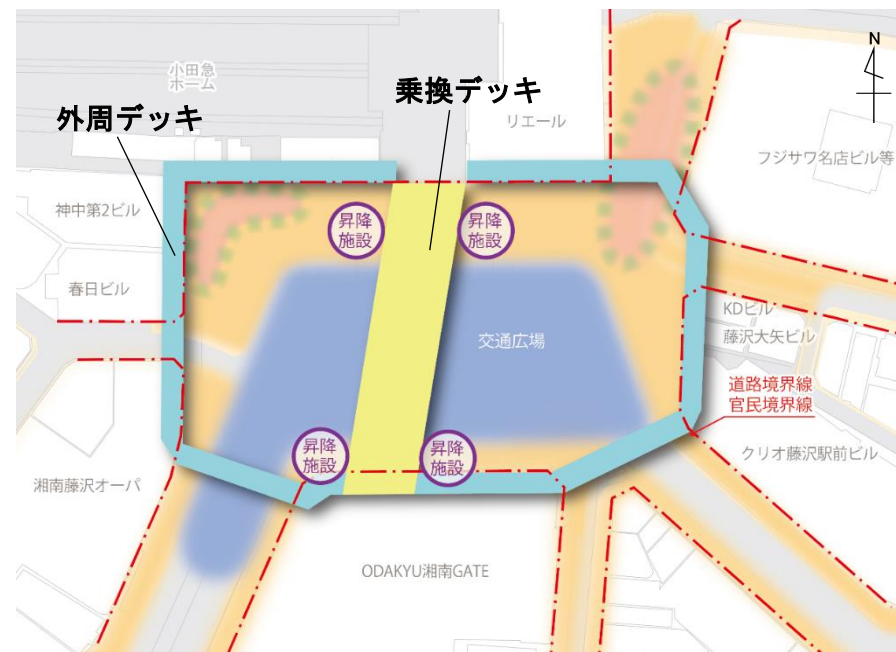 N
小田急
ホーム
乗換デッキ
外周デッキ
リエール
フジサワ名店ビル等
神中第2ビル
昇降
施設
昇降
施設
春日ビル
KDビル
交通広場
藤沢大矢ビル
道路境界線
官民境界線
昇降
施設
昇降
施設
クリオ藤沢駅前ビル
湘南藤沢オーパ
ODAKYU湘南GATE